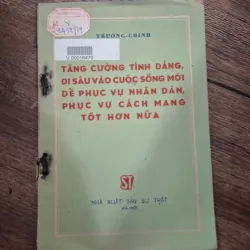 TRƯỜNG-CHINH
TĂNG CƯỜNG TÍNH ĐẢNG,
ĐI SÂU VÀO CUỘC SỐNG MỚI
ĐỂ PHỤC VỤ NHÂN DÂN,
PHỤC VỤ CÁCH MẠNG
TỐT HƠN NỮA
ST
NHÀ XUẤT BẢN SỰ THẬT